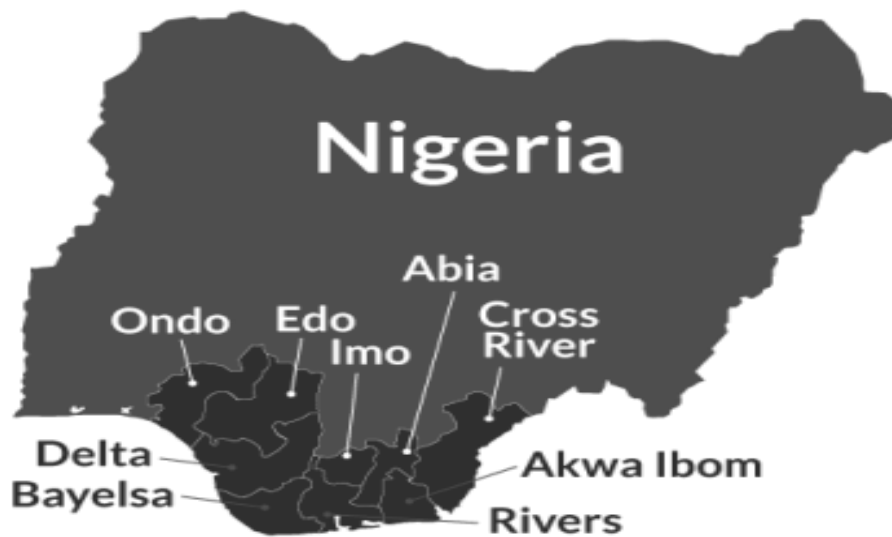 Nigeria
Abia
Ondo
Edo
Cross
River
Imo
Delta
Akwa Ibom
Bayelsa
Rivers